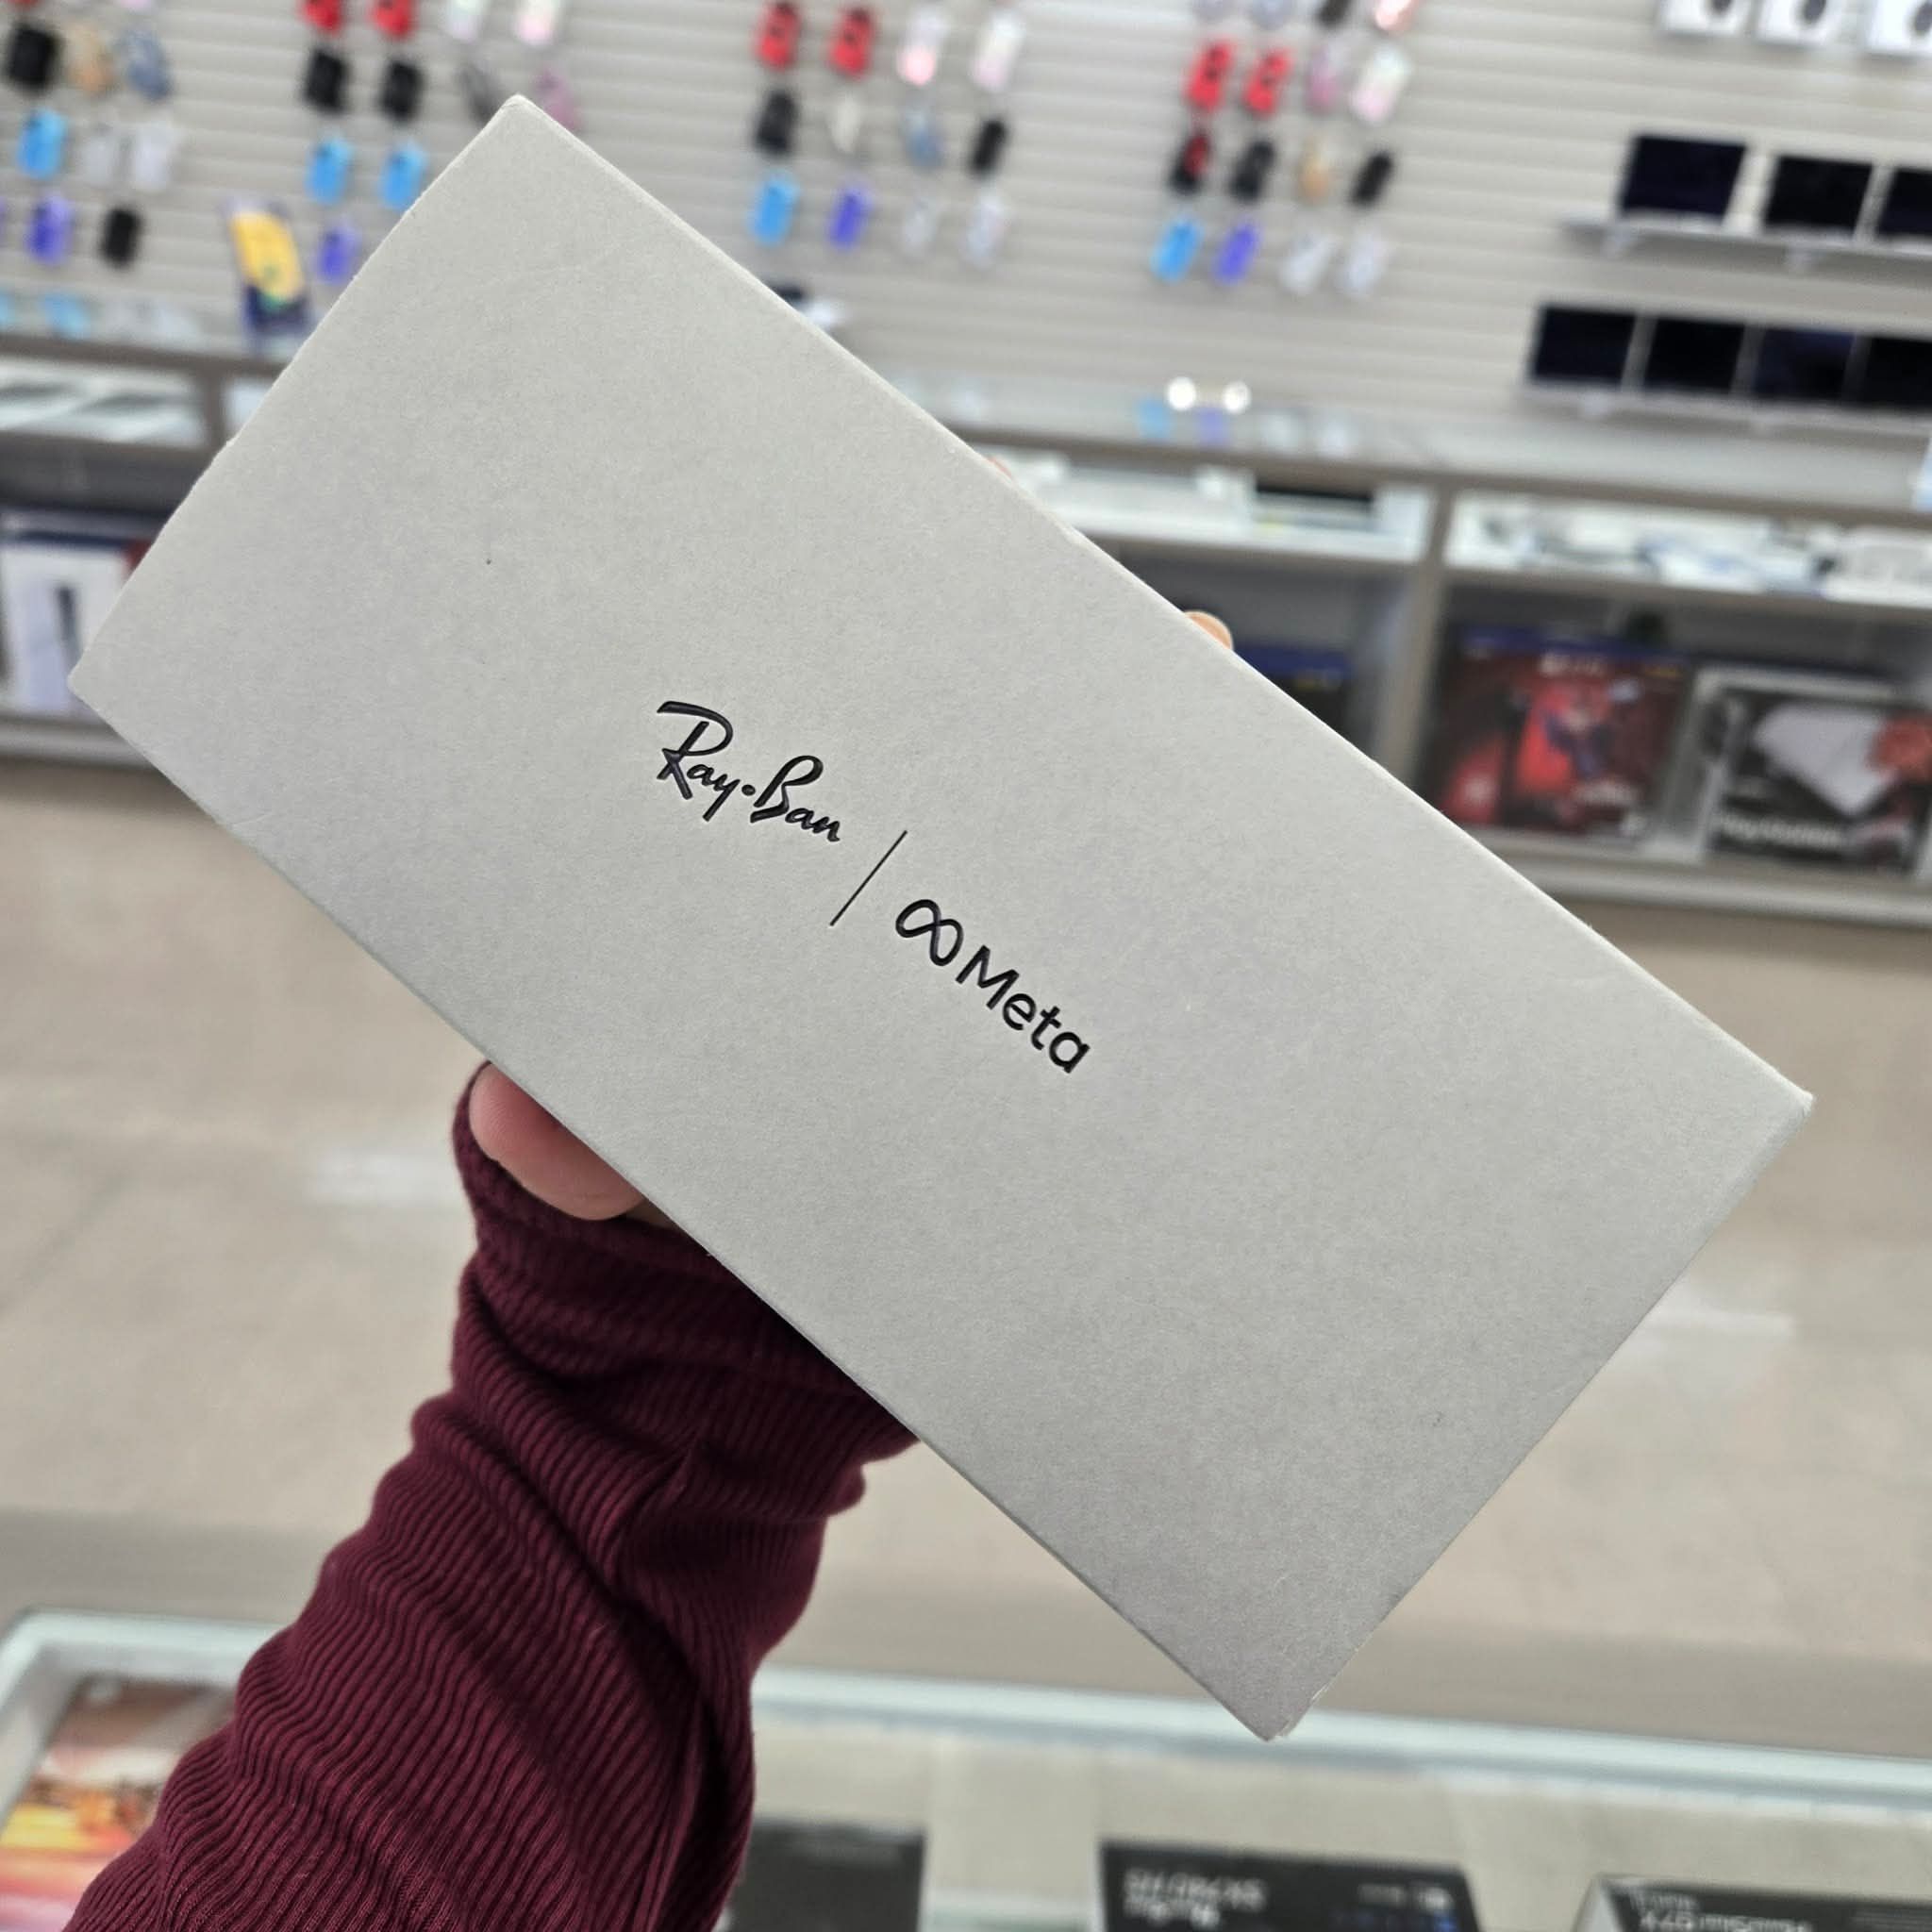 Ray-Ban | Meta